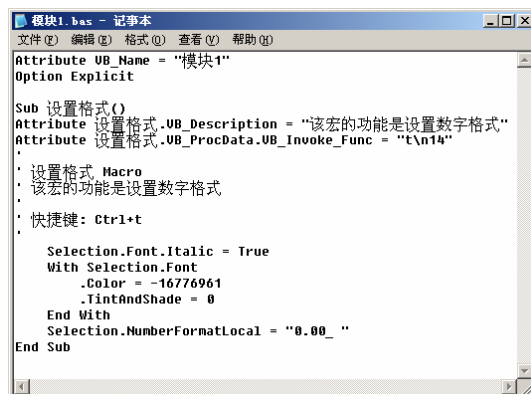 模块1.bas - 记事本
文件(F) 编辑(E) 格式(O) 查看(V) 帮助(H)
Attribute VB_Name = "模块1"
Option Explicit
Sub 设置格式()
Attribute 设置格式.VB_Description = "该宏的功能是设置数字格式"
Attribute 设置格式.VB_ProcData.VB_Invoke_Func = "t\n14"
'
' 设置格式 Macro
' 该宏的功能是设置数字格式
'
' 快捷键: Ctrl+t
'
    Selection.Font.Italic = True
    With Selection.Font
        .Color = -16776961
        .TintAndShade = 0
    End With
    Selection.NumberFormatLocal = "0.00_ "
End Sub